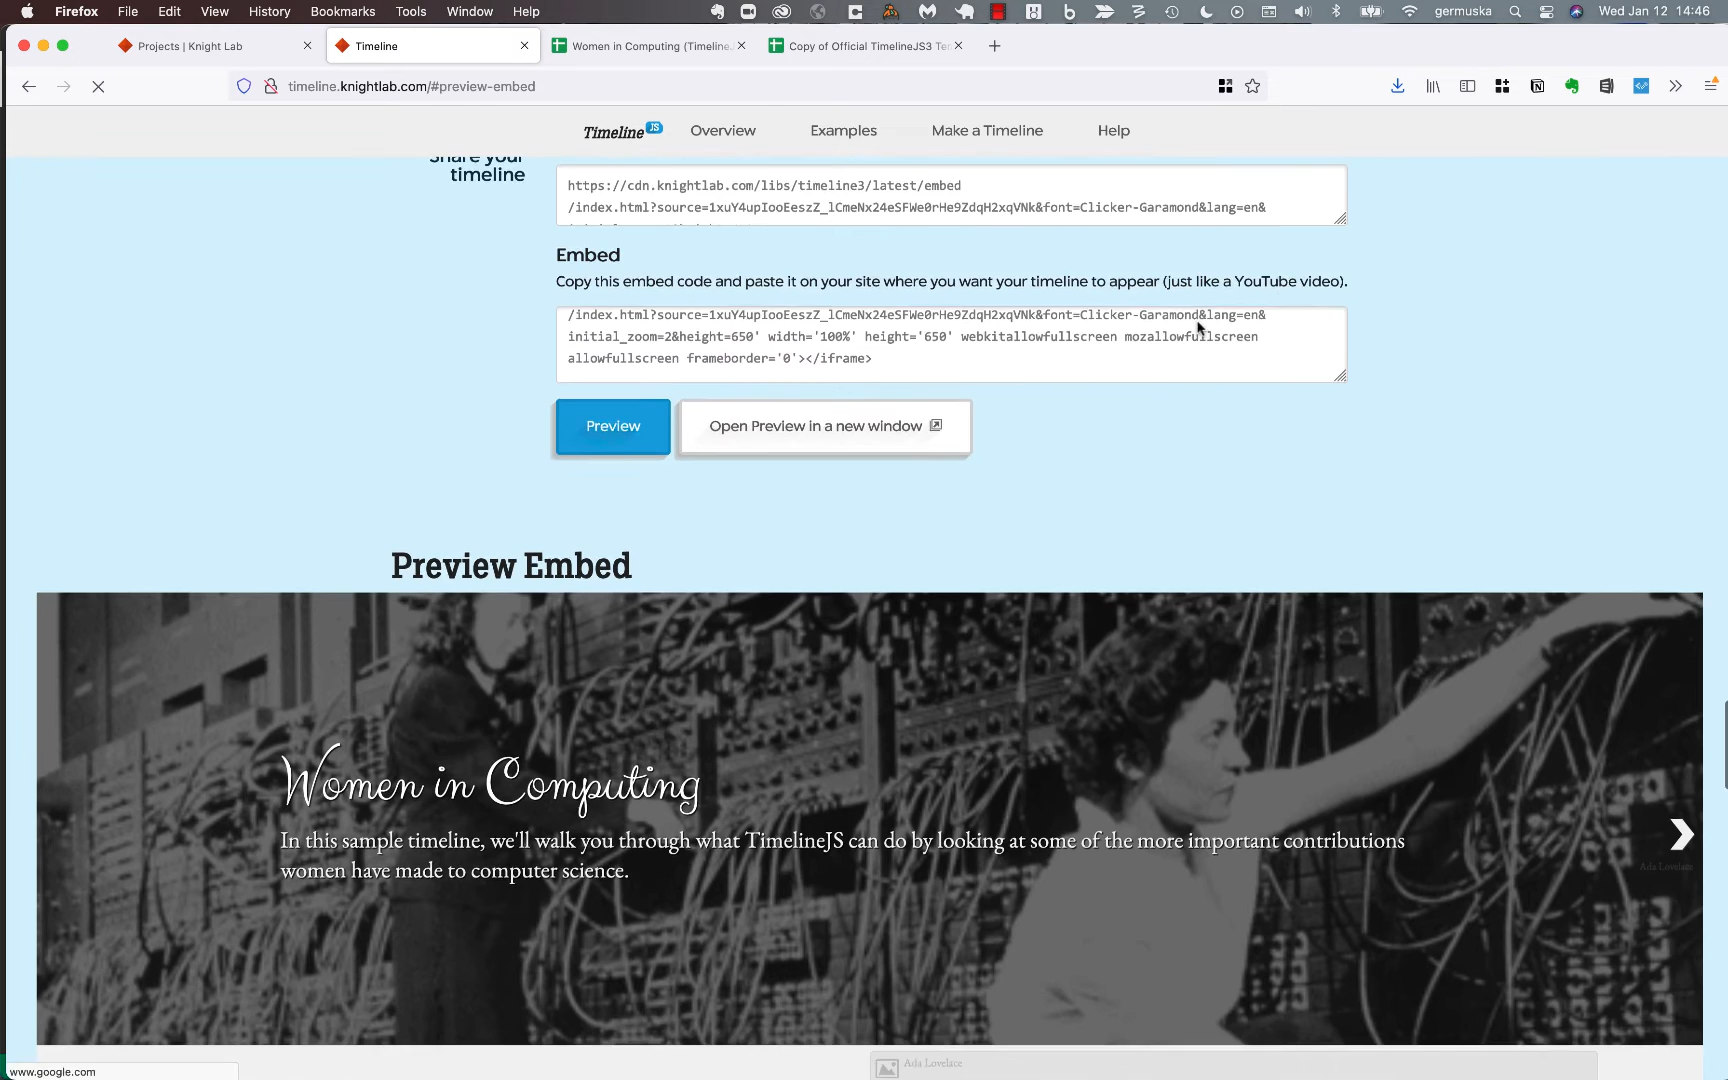 Firefox File Edit View History Bookmarks Tools Window Help germuska Wed Jan 12 14:46
Projects | Knight Lab Timeline Women in Computing (Timeline Copy of Official TimelineJS3 Te
timeline.knightlab.com/#preview-embed
Timeline JS Overview Examples Make a Timeline Help
Share your
timeline
https://cdn.knightlab.com/libs/timeline3/latest/embed
/index.html?source=1xuY4upIooEeszZ_lCmeNx24eSFWe0rHe9ZdqH2xqVNk&font=Clicker-Garamond&lang=en&
Embed
Copy this embed code and paste it on your site where you want your timeline to appear (just like a YouTube video).
/index.html?source=1xuY4upIooEeszZ_lCmeNx24eSFWe0rHe9ZdqH2xqVNk&font=Clicker-Garamond&lang=en&
initial_zoom=2&height=650' width='100%' height='650' webkitallowfullscreen mozallowfullscreen
allowfullscreen frameborder='0'></iframe>
Preview Open Preview in a new window
Preview Embed
Women in Computing
In this sample timeline, we'll walk you through what TimelineJS can do by looking at some of the more important contributions
women have made to computer science.
Ada Lovelace
Ada Lovelace
www.google.com